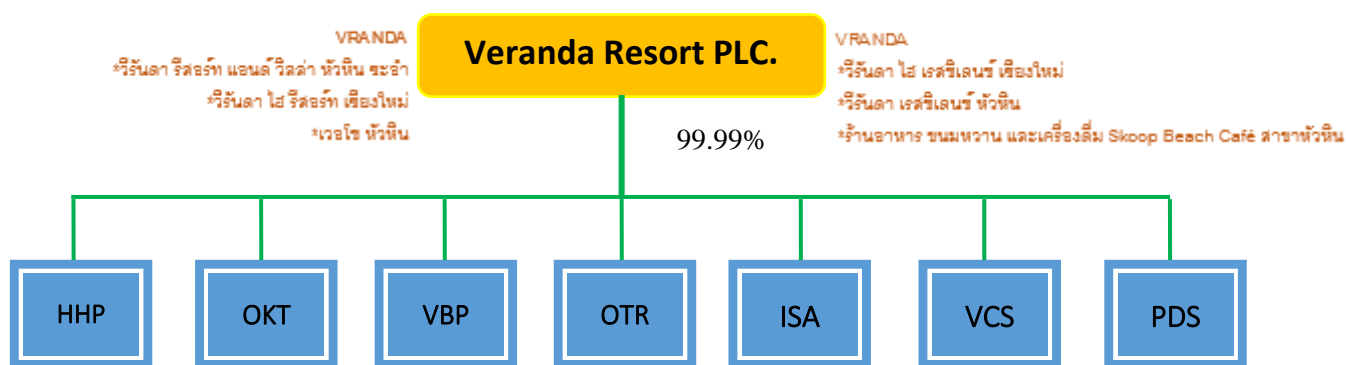 VRANDA
*วีรันดา รีสอร์ท แอนด์ วิลล่า หัวหิน ชะอำ
*วีรันดา ไฮ รีสอร์ท เชียงใหม่
*เวอโซ หัวหิน
Veranda Resort PLC.
VRANDA
*วีรันดา ไฮ เรสซิเดนซ์ เชียงใหม่
*วีรันดา เรสซิเดนซ์ หัวหิน
*ร้านอาหาร ขนมหวาน และเครื่องดื่ม Skoop Beach Café สาขาหัวหิน
99.99%
HHP
OKT
VBP
OTR
ISA
VCS
PDS